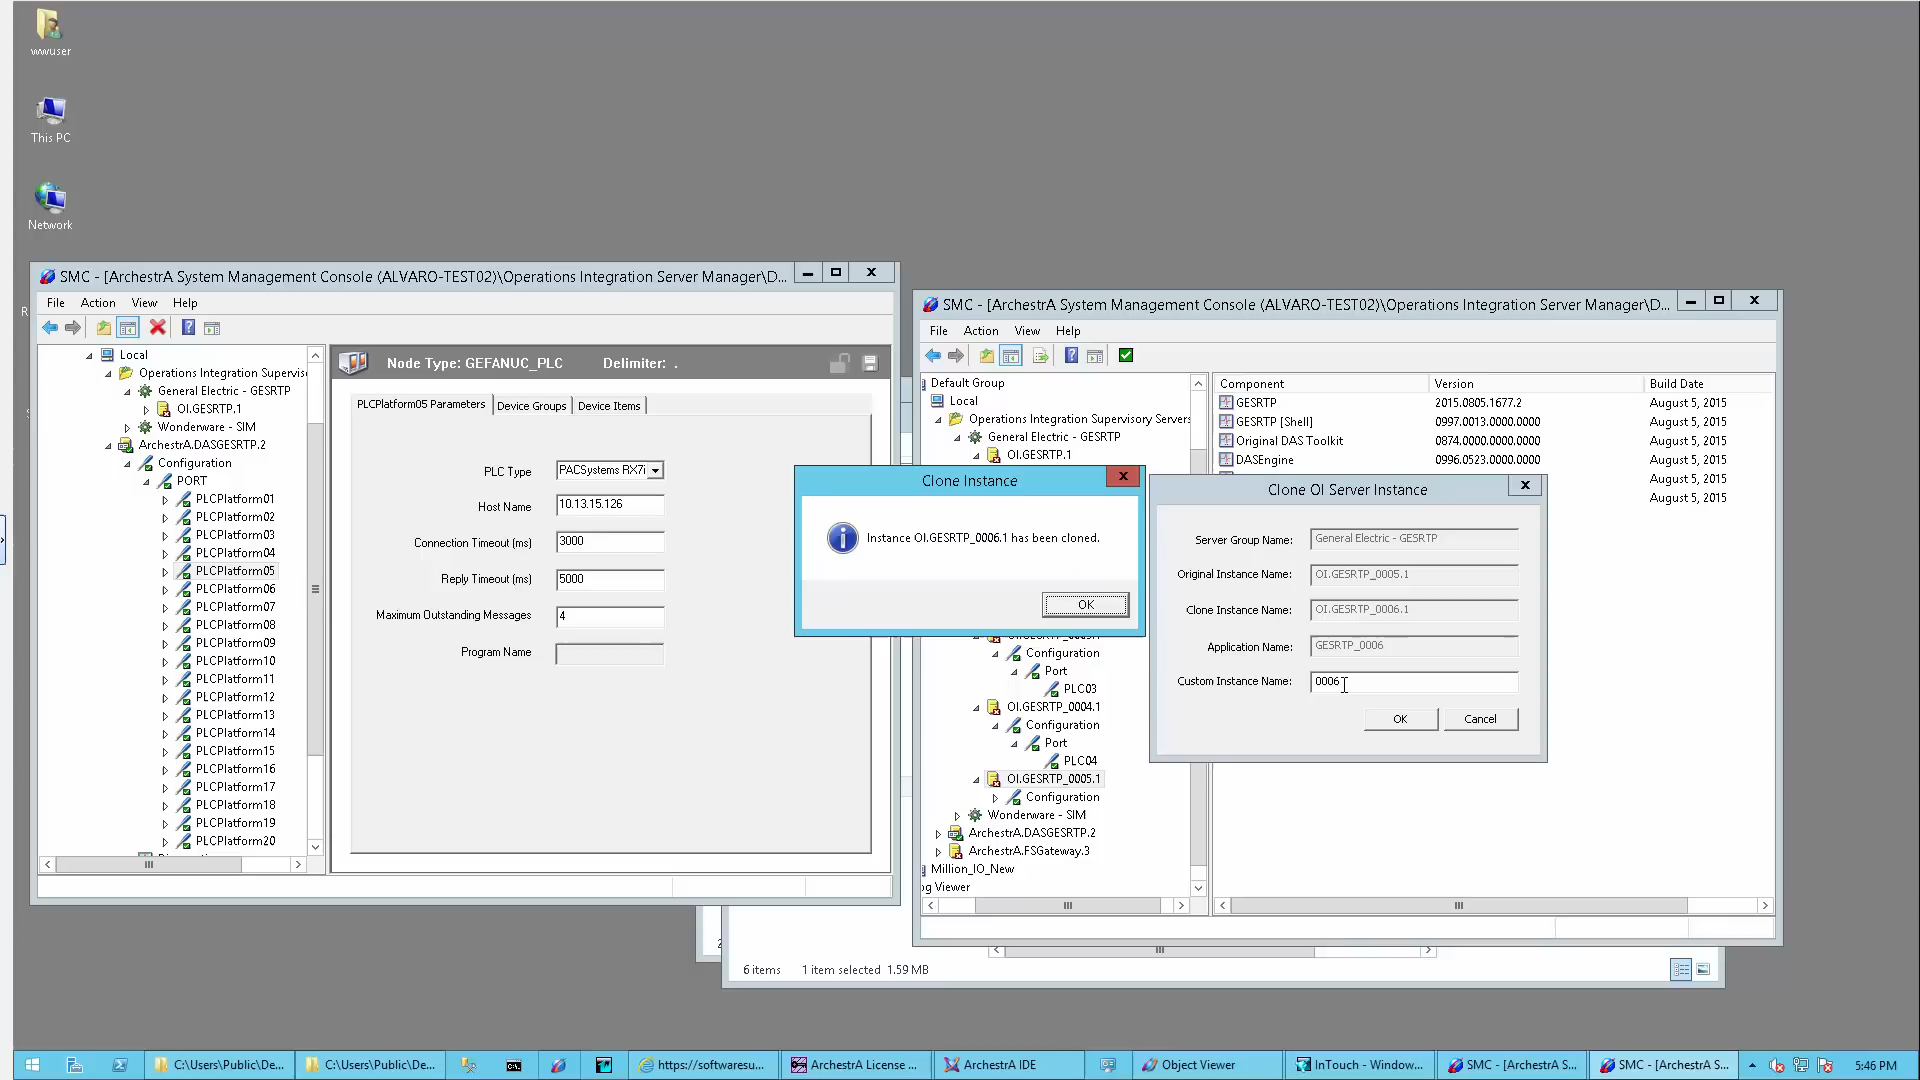 wwuser
This PC
Network
R
SMC - [ArchestrA System Management Console (ALVARO-TEST02)\Operations Integration Server Manager\D...
File Action View Help
Local
Operations Integration Supervis
General Electric - GESRTP
OI.GESRTP.1
Wonderware - SIM
ArchestrA.DASGESRTP.2
Configuration
PORT
PLCPlatform01
PLCPlatform02
PLCPlatform03
PLCPlatform04
PLCPlatform05
PLCPlatform06
PLCPlatform07
PLCPlatform08
PLCPlatform09
PLCPlatform10
PLCPlatform11
PLCPlatform12
PLCPlatform13
PLCPlatform14
PLCPlatform15
PLCPlatform16
PLCPlatform17
PLCPlatform18
PLCPlatform19
PLCPlatform20
Node Type: GEFANUC_PLC Delimiter: .
PLCPlatform05 Parameters Device Groups Device Items
PLC Type PACSystems RX7i
Host Name 10.13.15.126
Connection Timeout (ms) 3000
Reply Timeout (ms) 5000
Maximum Outstanding Messages 4
Program Name
SMC - [ArchestrA System Management Console (ALVARO-TEST02)\Operations Integration Server Manager\D...
File Action View Help
Default Group
Local
Operations Integration Supervisory Servers
General Electric - GESRTP
OI.GESRTP.1
Configuration
Port
PLC03
OI.GESRTP_0004.1
Configuration
Port
PLC04
OI.GESRTP_0005.1
Configuration
Wonderware - SIM
ArchestrA.DASGESRTP.2
ArchestrA.FSGateway.3
Million_IO_New
og Viewer
Component Version Build Date
GESRTP 2015.0805.1677.2 August 5, 2015
GESRTP [Shell] 0997.0013.0000.0000 August 5, 2015
Original DAS Toolkit 0874.0000.0000.0000 August 5, 2015
DASEngine 0996.0523.0000.0000 August 5, 2015
August 5, 2015
August 5, 2015
Clone Instance
Instance OI.GESRTP_0006.1 has been cloned.
OK
Clone OI Server Instance
Server Group Name: General Electric - GESRTP
Original Instance Name: OI.GESRTP_0005.1
Clone Instance Name: OI.GESRTP_0006.1
Application Name: GESRTP_0006
Custom Instance Name: 0006
OK Cancel
2
6 items 1 item selected 1.59 MB
C:\Users\Public\De... C:\Users\Public\De... https://softwaresu... ArchestrA License ... ArchestrA IDE Object Viewer InTouch - Window... SMC - [ArchestrA S... SMC - [ArchestrA S... 5:46 PM